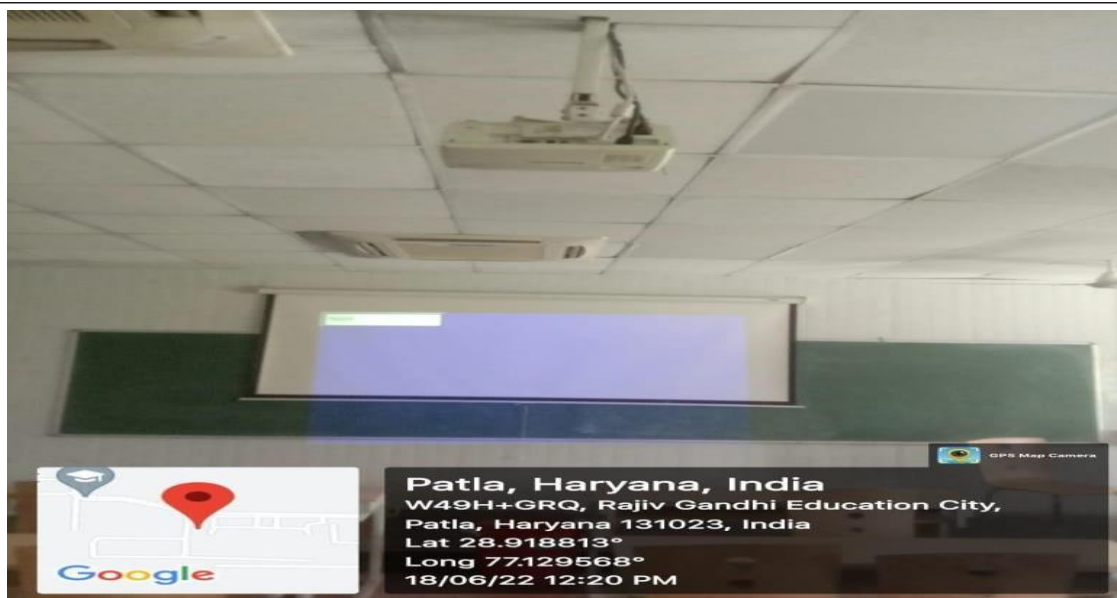 GPS Map Camera
Patla, Haryana, India
W49H+GRQ, Rajiv Gandhi Education City,
Patla, Haryana 131023, India
Lat 28.918813°
Long 77.129568°
18/06/22 12:20 PM
Google